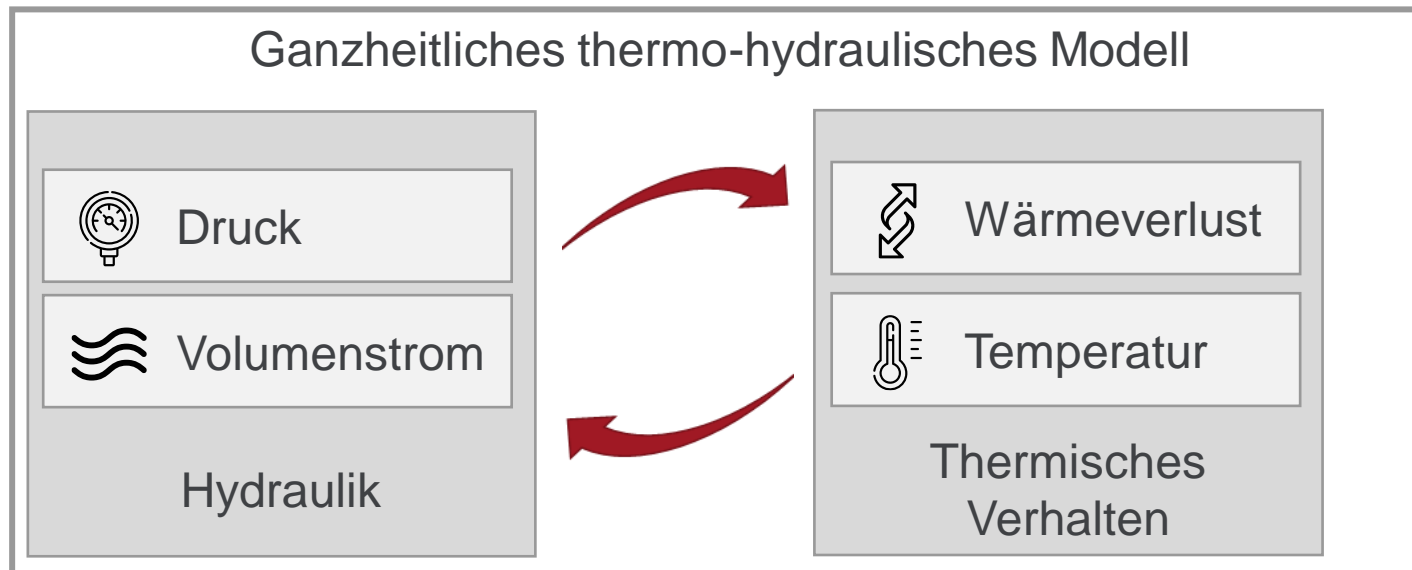 Ganzheitliches thermo-hydraulisches Modell
Druck
Volumenstrom
Hydraulik
Wärmeverlust
Temperatur
Thermisches
Verhalten